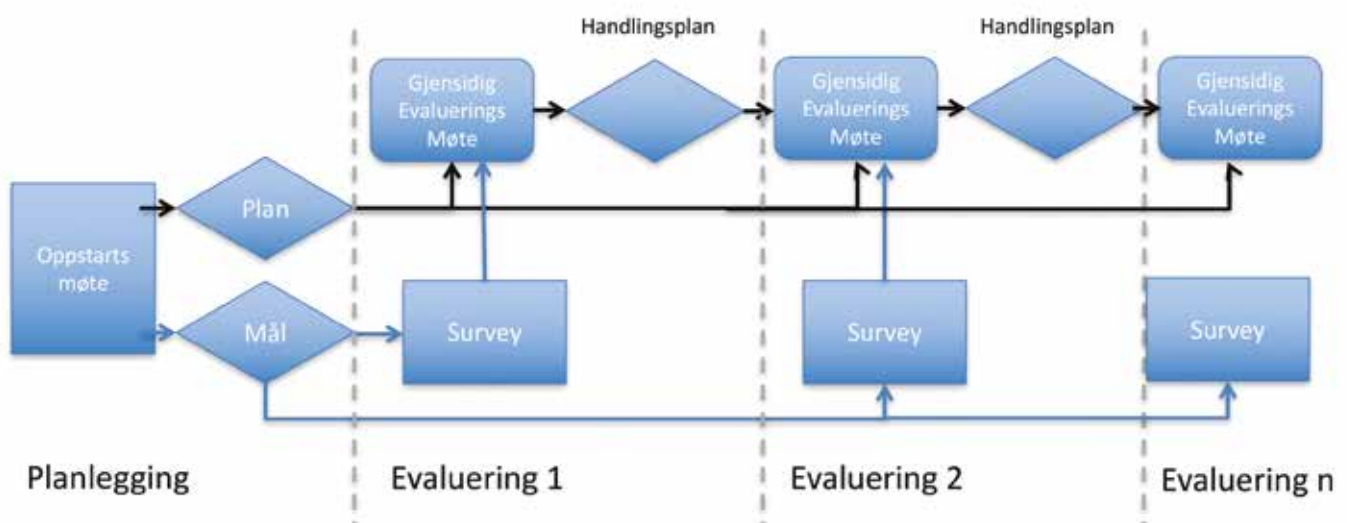 Handlingsplan
Handlingsplan
Gjensidig
Evaluerings
Møte
Gjensidig
Evaluerings
Møte
Gjensidig
Evaluerings
Møte
Plan
Oppstarts
møte
Mål
Survey
Survey
Survey
Planlegging
Evaluering 1
Evaluering 2
Evaluering n